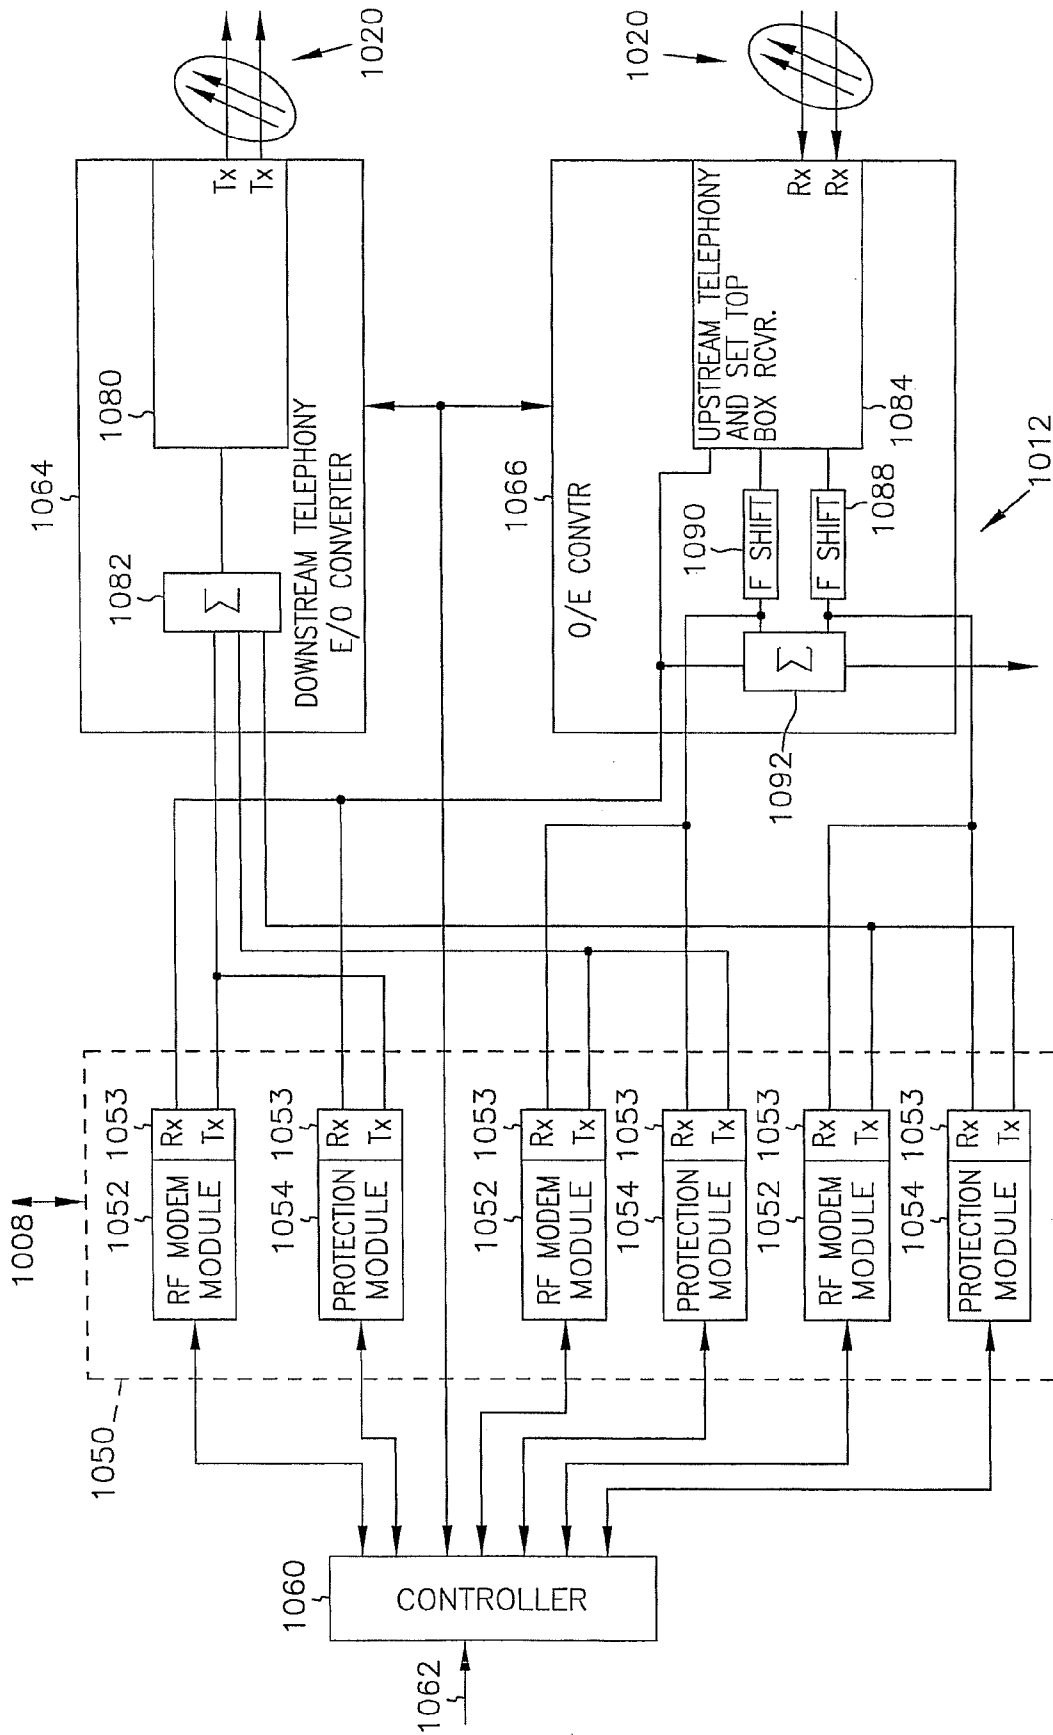 1008
1050
1052
1053
RF MODEM
MODULE
Rx
Tx
1054
1053
PROTECTION
MODULE
Rx
Tx
1052
1053
RF MODEM
MODULE
Rx
Tx
1054
1053
PROTECTION
MODULE
Rx
Tx
1052
1053
RF MODEM
MODULE
Rx
Tx
1054
1053
PROTECTION
MODULE
Rx
Tx
1060
CONTROLLER
1062
1064
1082
Σ
1080
Tx
Tx
DOWNSTREAM TELEPHONY
E/O CONVERTER
1020
1066
O/E CONVTR
1090
F SHIFT
F SHIFT
1088
Σ
1092
UPSTREAM TELEPHONY
AND SET TOP
BOX RCVR.
Rx
Rx
1084
1020
1012